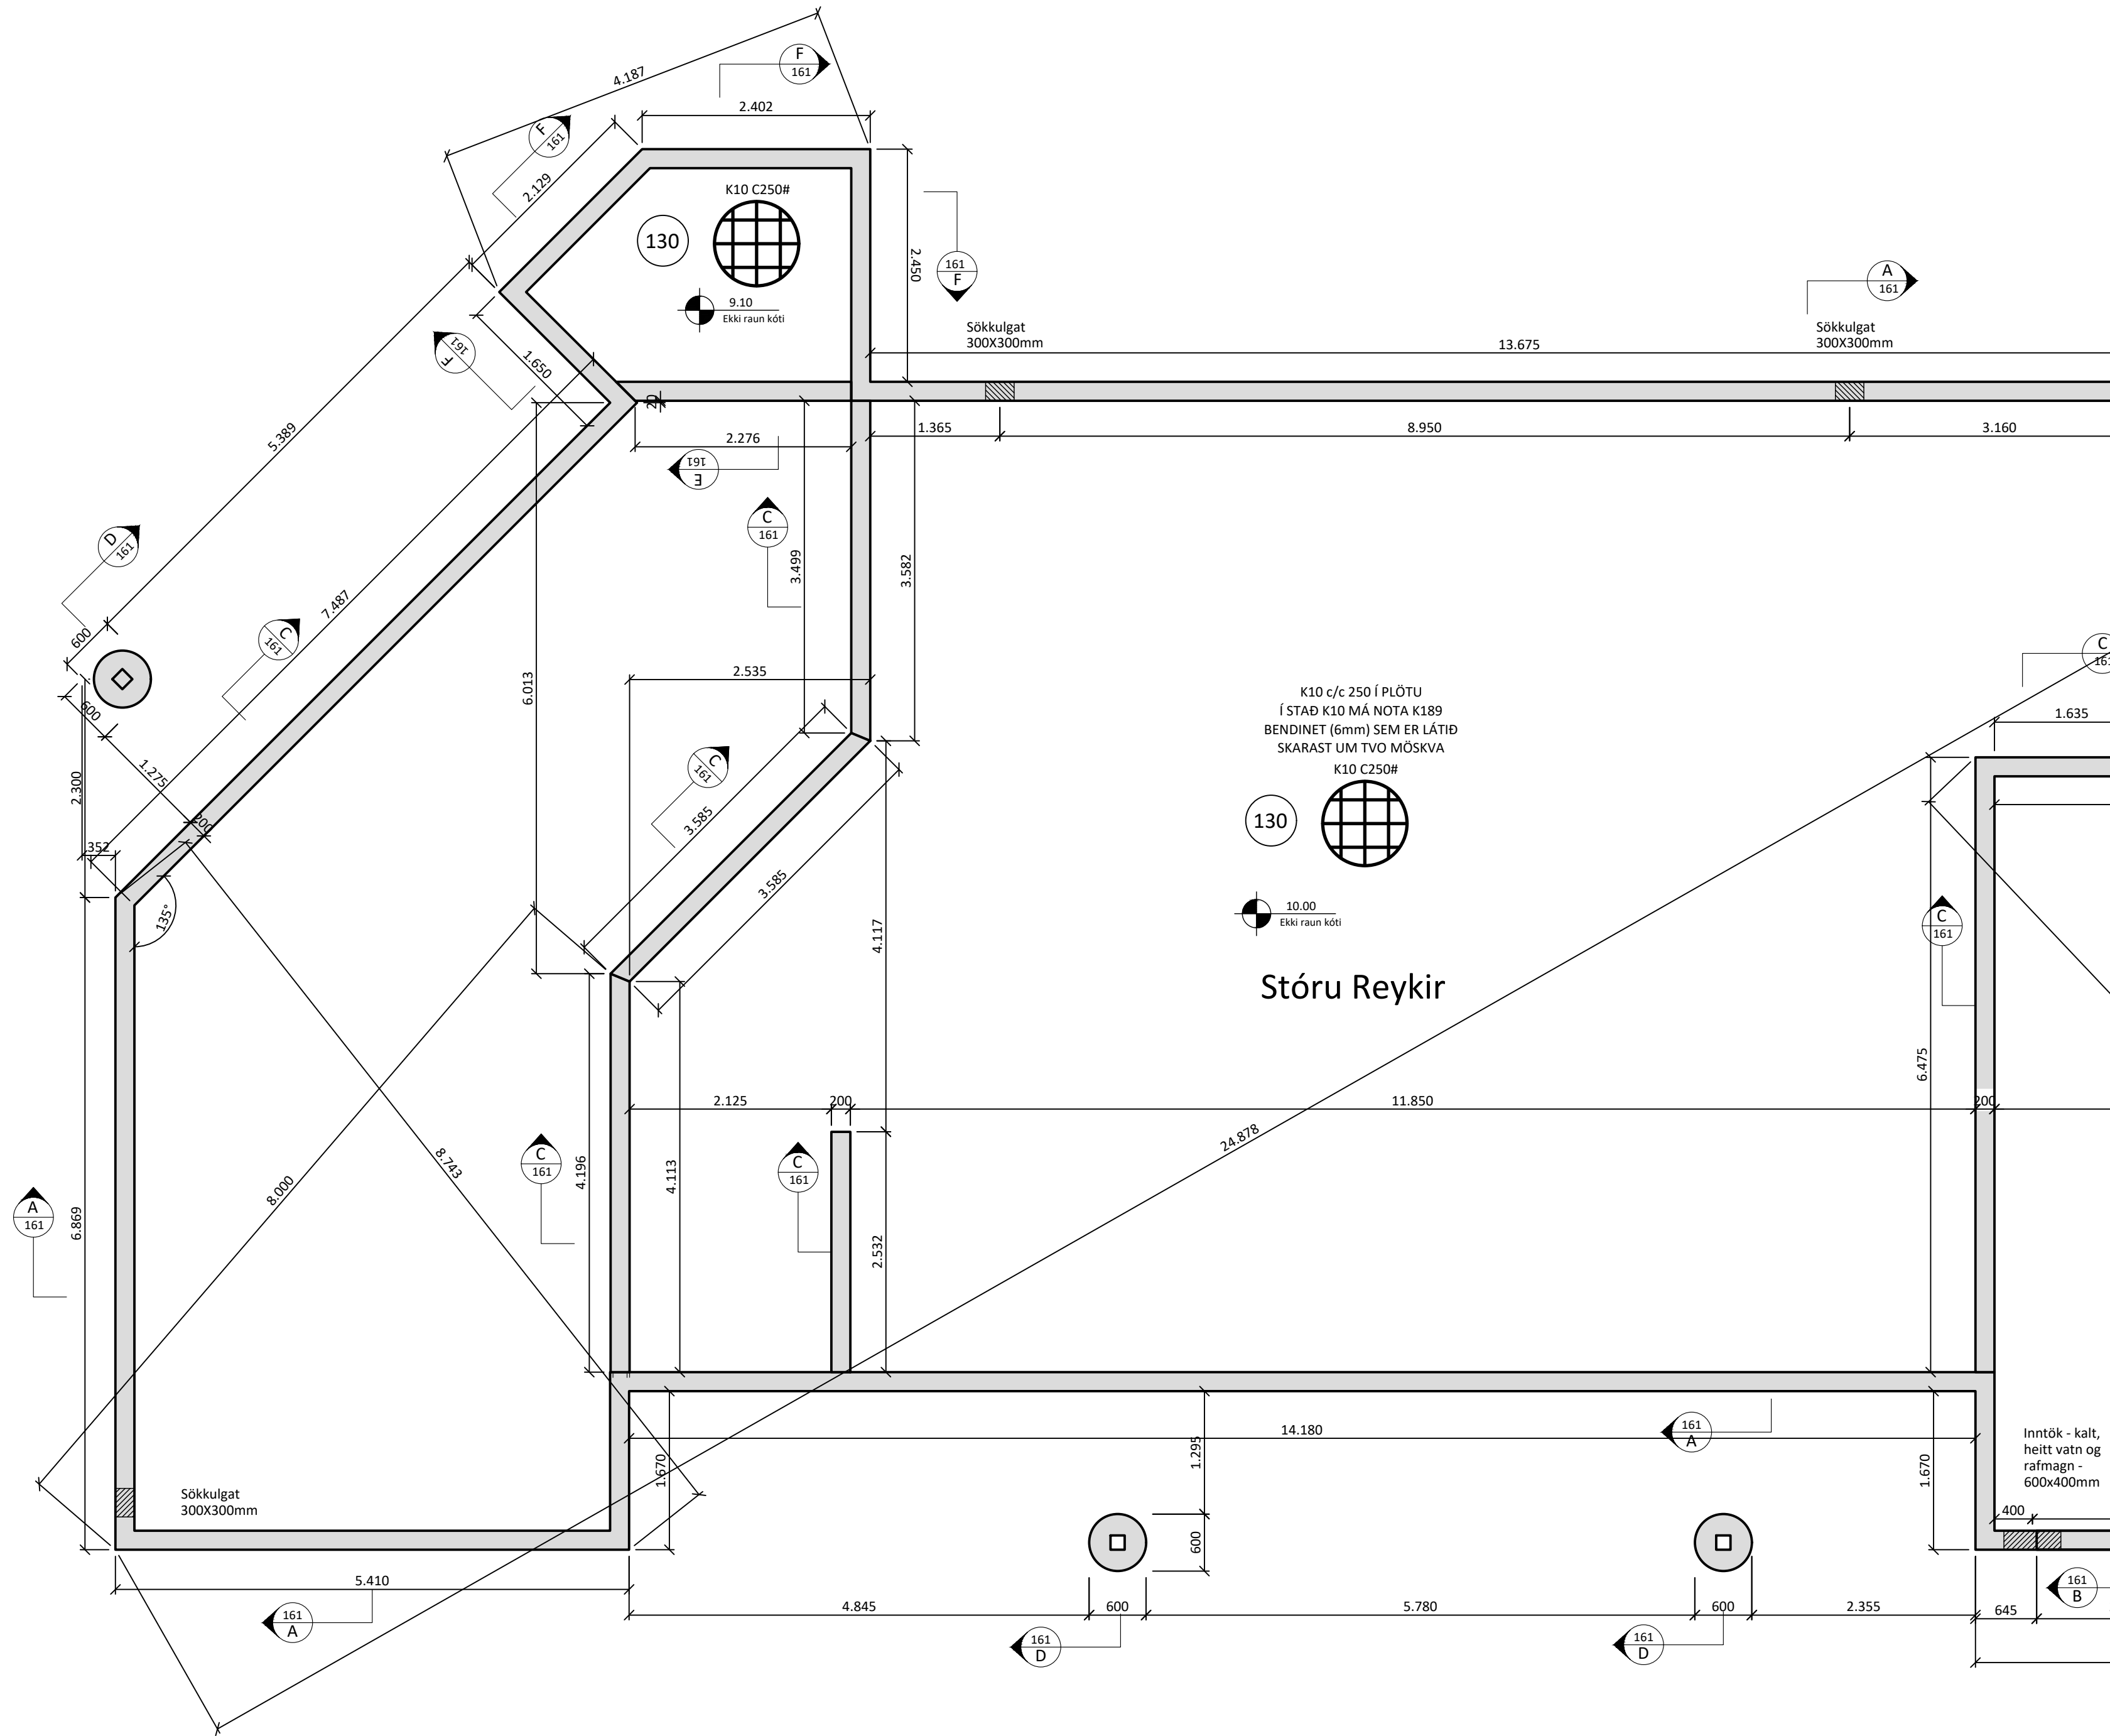 F
161
4.187
2.402
F
161
2.129
K10 C250#
130
2.450
161
F
A
161
9.10
Ekki raun kóti
Sökkulgat
300X300mm
Sökkulgat
300X300mm
13.675
F
161
1.650
20
5.389
2.276
1.365
8.950
3.160
E
161
C
161
D
161
3.499
3.582
7.487
600
C
161
6.013
2.535
K10 c/c 250 Í PLÖTU
Í STAÐ K10 MÁ NOTA K189
BENDINET (6mm) SEM ER LÁTIÐ
SKARAST UM TVO MÖSKVA
K10 C250#
130
C
161
1.635
600
1.275
2.300
200
352
C
161
3.585
3.585
135°
10.00
Ekki raun kóti
4.117
C
161
Stóru Reykir
6.475
2.125
200
11.850
200
24.878
C
161
C
161
8.743
8.000
4.196
4.113
A
161
6.869
2.532
14.180
161
A
1.295
1.670
1.670
Inntök - kalt,
heitt vatn og
rafmagn -
600x400mm
Sökkulgat
300X300mm
400
600
5.410
161
A
4.845
600
5.780
600
2.355
645
161
B
161
D
161
D